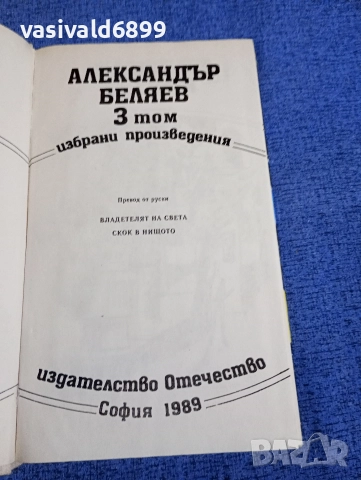 vasivald6899
АЛЕКСАНДЪР
БЕЛЯЕВ
3 том
избрани произведения
Превод от руски
ВЛАДЕТЕЛЯТ НА СВЕТА
СКОК В НИЩОТО
издателство Отечество
София 1989
BAZAR